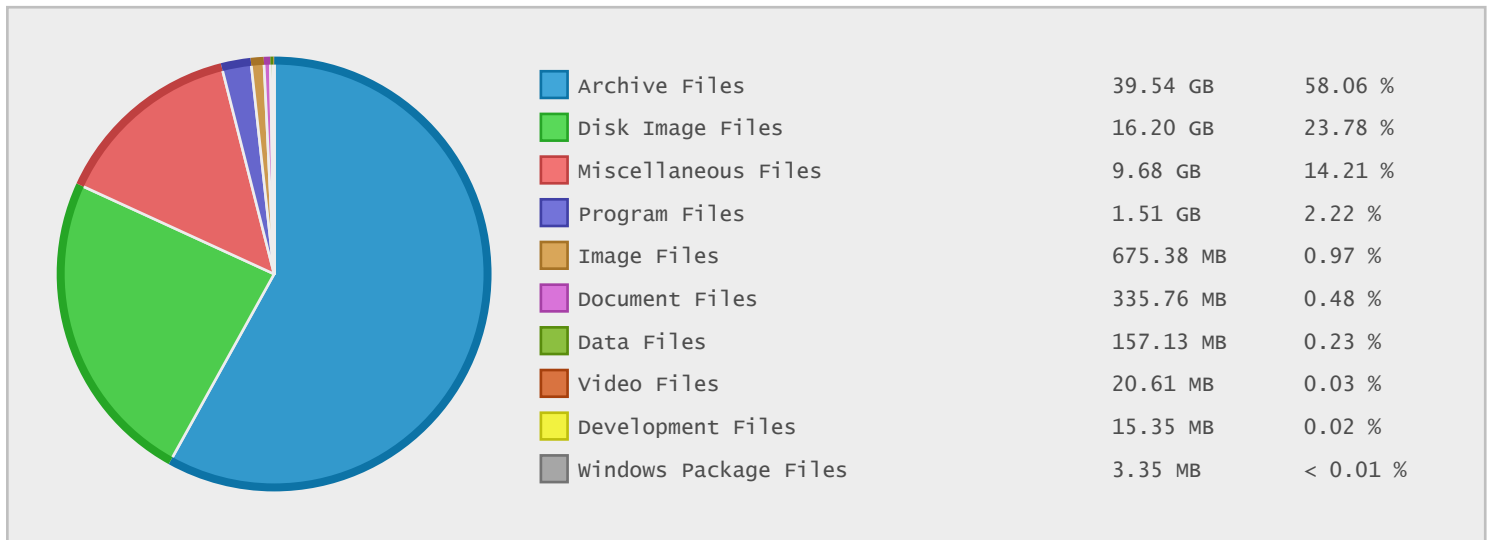 Archive Files 39.54 GB 58.06 %
Disk Image Files 16.20 GB 23.78 %
Miscellaneous Files 9.68 GB 14.21 %
Program Files 1.51 GB 2.22 %
Image Files 675.38 MB 0.97 %
Document Files 335.76 MB 0.48 %
Data Files 157.13 MB 0.23 %
Video Files 20.61 MB 0.03 %
Development Files 15.35 MB 0.02 %
Windows Package Files 3.35 MB < 0.01 %